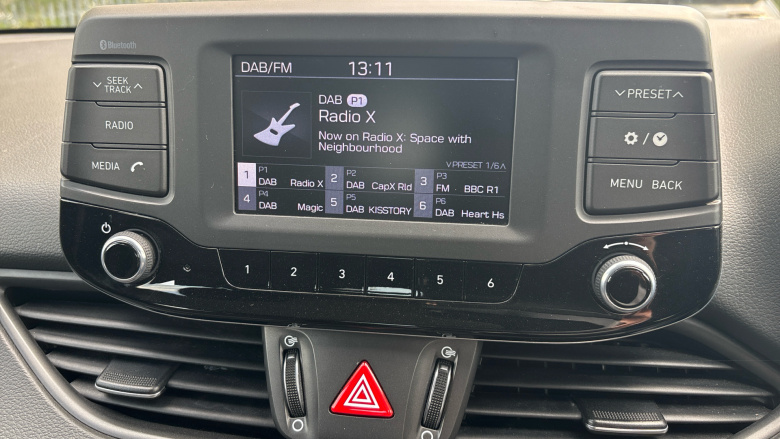 Bluetooth
SEEK
TRACK
RADIO
MEDIA
DAB/FM 13:11
DAB P1
Radio X
Now on Radio X: Space with
Neighbourhood
PRESET 1/6
1 P1 DAB Radio X 2 P2 DAB CapX Rld 3 P3 FM BBC R1
4 P4 DAB Magic 5 P5 DAB KISSTORY 6 P6 DAB Heart Hs
PRESET
/
MENU BACK
1 2 3 4 5 6